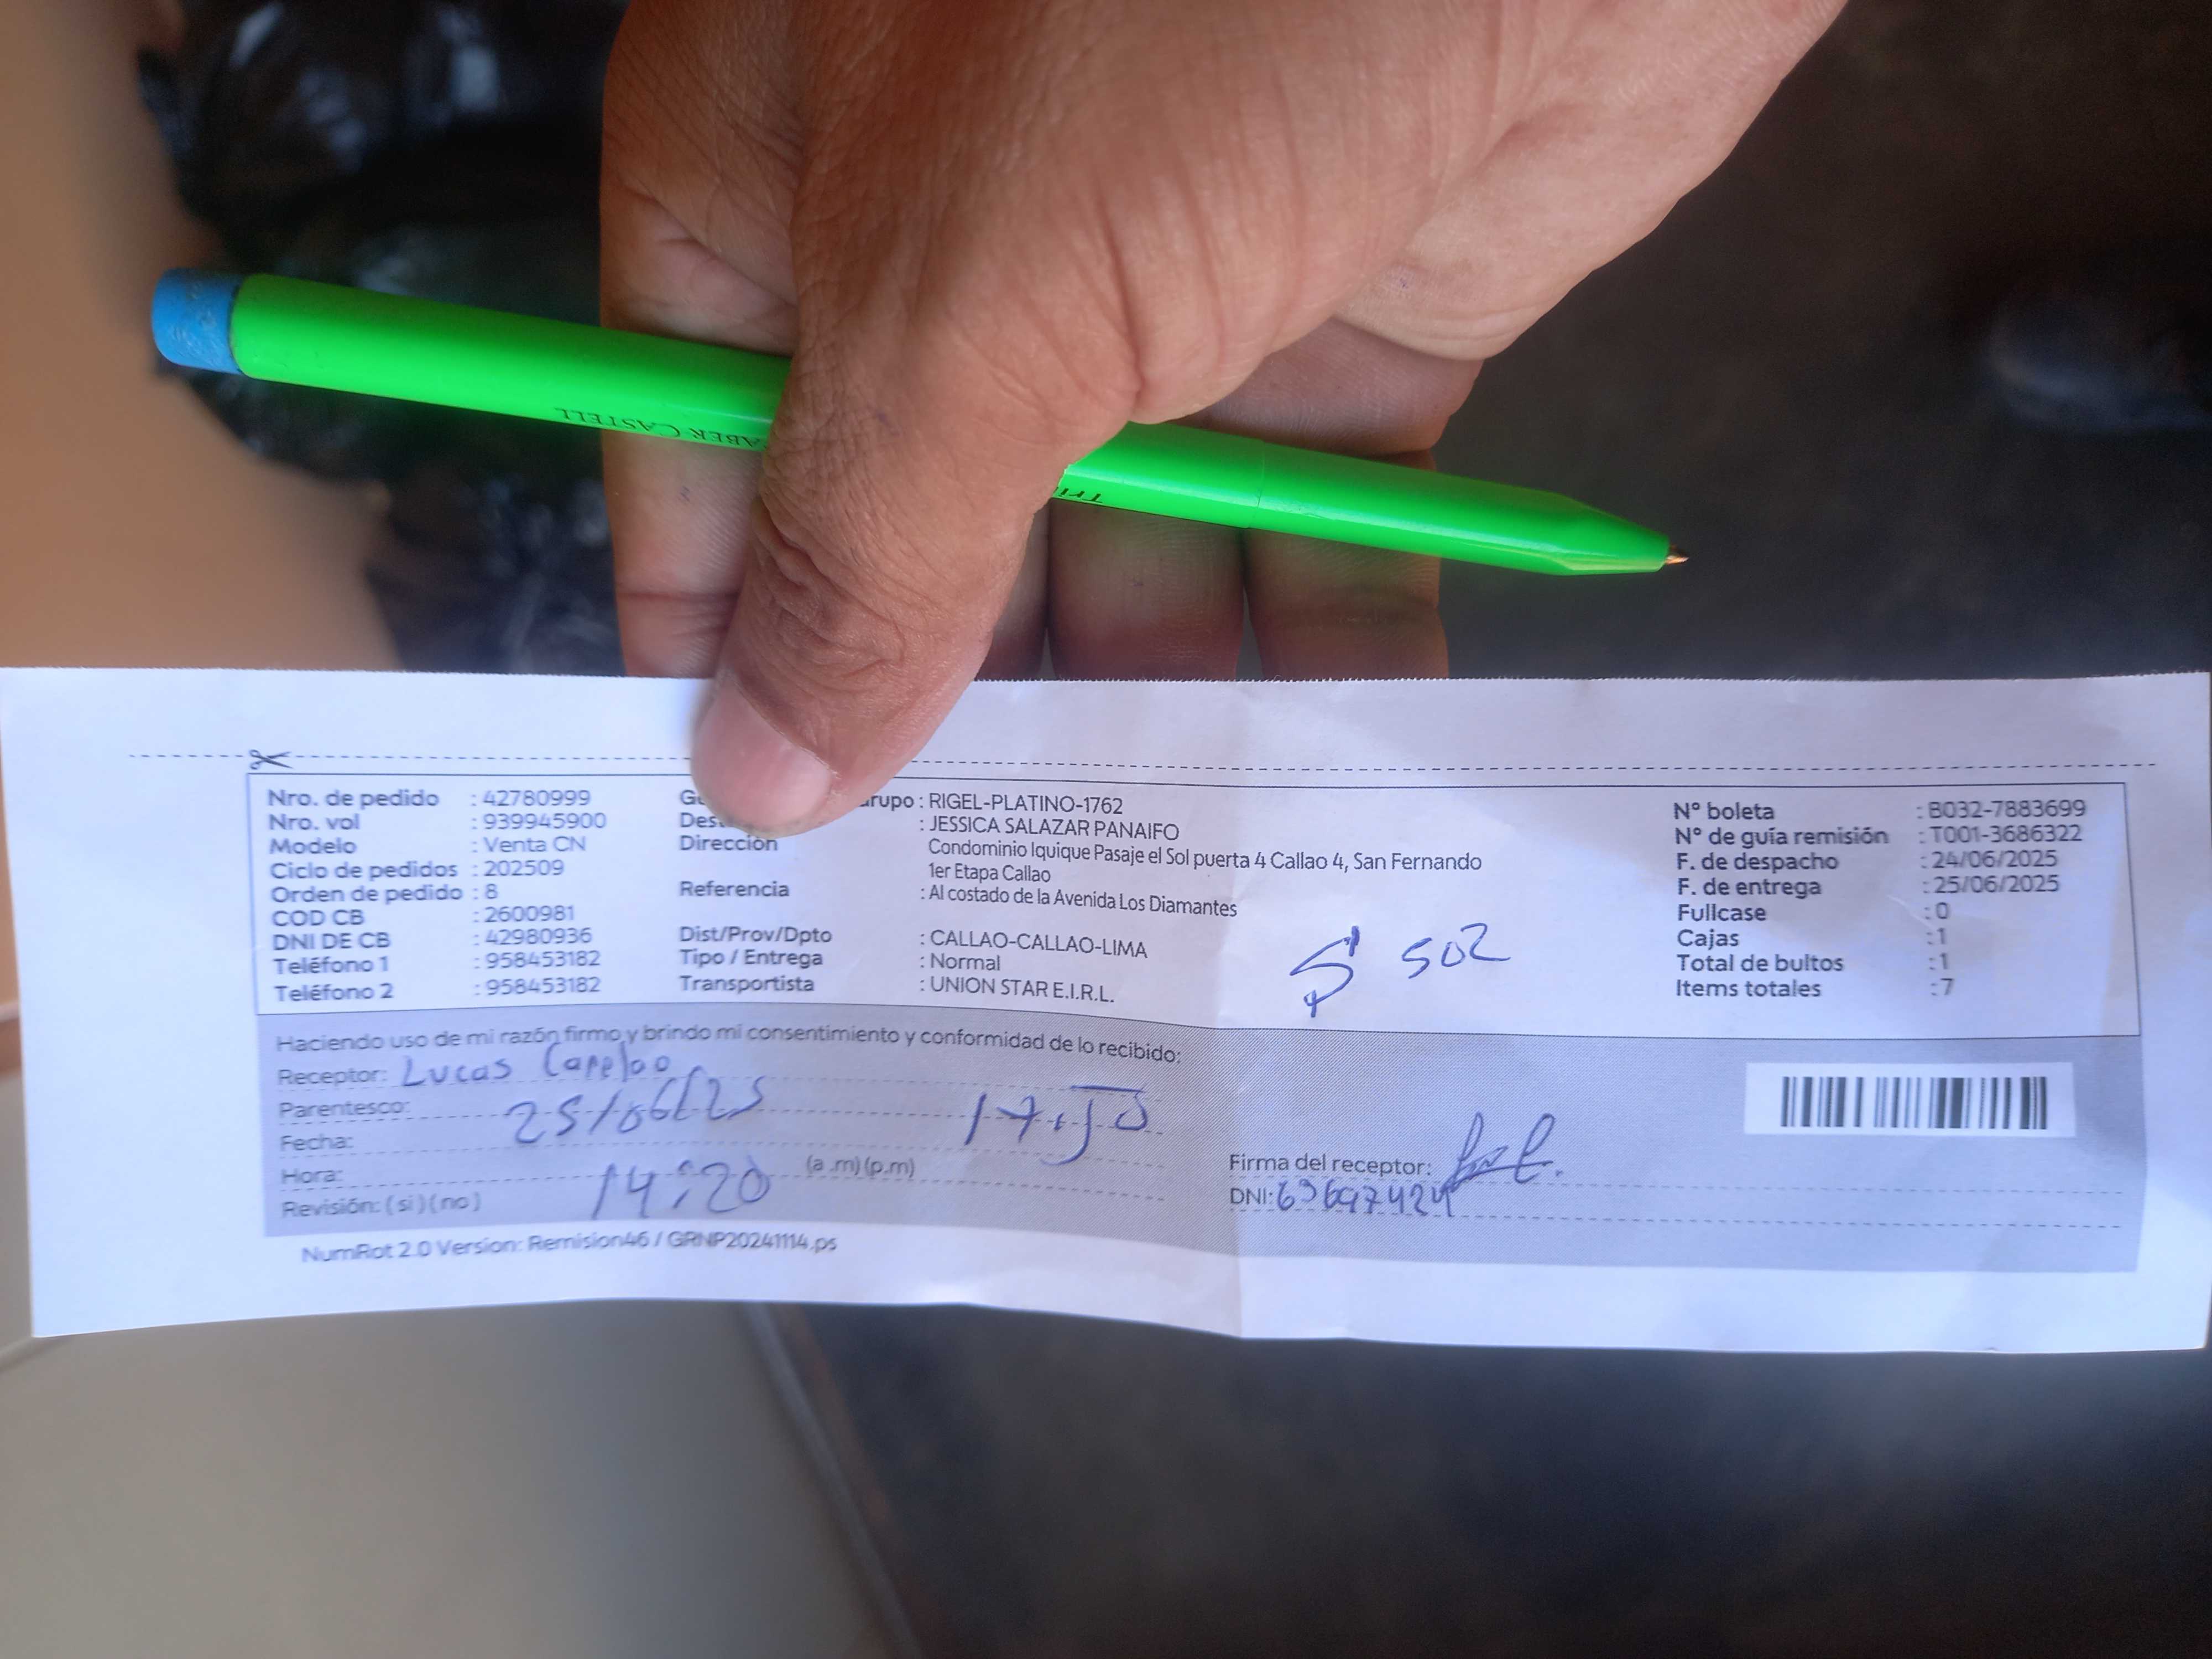 FABER-CASTELL Tri
Nro. de pedido : 42780999
Nro. vol : 939945900
Modelo : Venta CN
Ciclo de pedidos : 202509
Orden de pedido : 8
COD CB : 2600981
DNI DE CB : 42980936
Teléfono 1 : 958453182
Teléfono 2 : 958453182
Grupo : RIGEL-PLATINO-1762
: JESSICA SALAZAR PANAIFO
Dirección Condominio Iquique Pasaje el Sol puerta 4 Callao 4, San Fernando
1er Etapa Callao
Referencia : Al costado de la Avenida Los Diamantes
Dist/Prov/Dpto : CALLAO-CALLAO-LIMA
Tipo / Entrega : Normal
Transportista : UNION STAR E.I.R.L.
502
N° boleta : B032-7883699
N° de guía remisión : T001-3686322
F. de despacho : 24/06/2025
F. de entrega : 25/06/2025
Fullcase : 0
Cajas : 1
Total de bultos : 1
Items totales : 7
Haciendo uso de mi razón firmo y brindo mi consentimiento y conformidad de lo recibido:
Receptor: Lucas
Parentesco:
Fecha: 25/06/25
Hora: 14:20 (a.m)(p.m)
Revisión: (si)(no)
Firma del receptor:
DNI:
NumRot 2.0 Version: Remision46 / GRNP20241114.ps